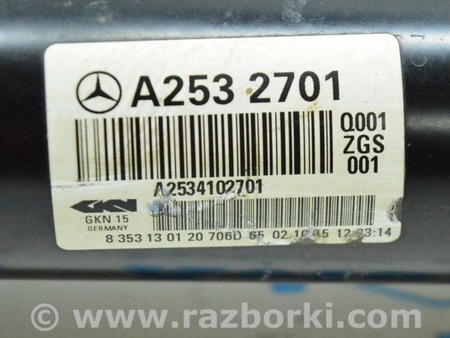 A253 2701
Q001
ZGS
001
A2534102701
GKN
GKN 15
GERMANY
8 353 13 01 20 706D 65 02.10.15 12:33:14
© www.razborki.com